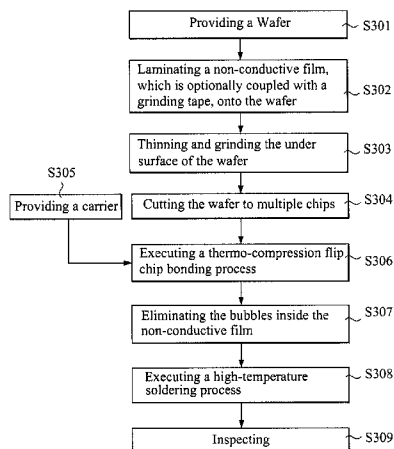 Providing a Wafer
S301
Laminating a non-conductive film,
which is optionally coupled with a
grinding tape, onto the wafer
S302
Thinning and grinding the under
surface of the wafer
S303
S305
Providing a carrier
Cutting the wafer to multiple chips
S304
Executing a thermo-compression flip
chip bonding process
S306
Eliminating the bubbles inside the
non-conductive film
S307
Executing a high-temperature
soldering process
S308
Inspecting
S309